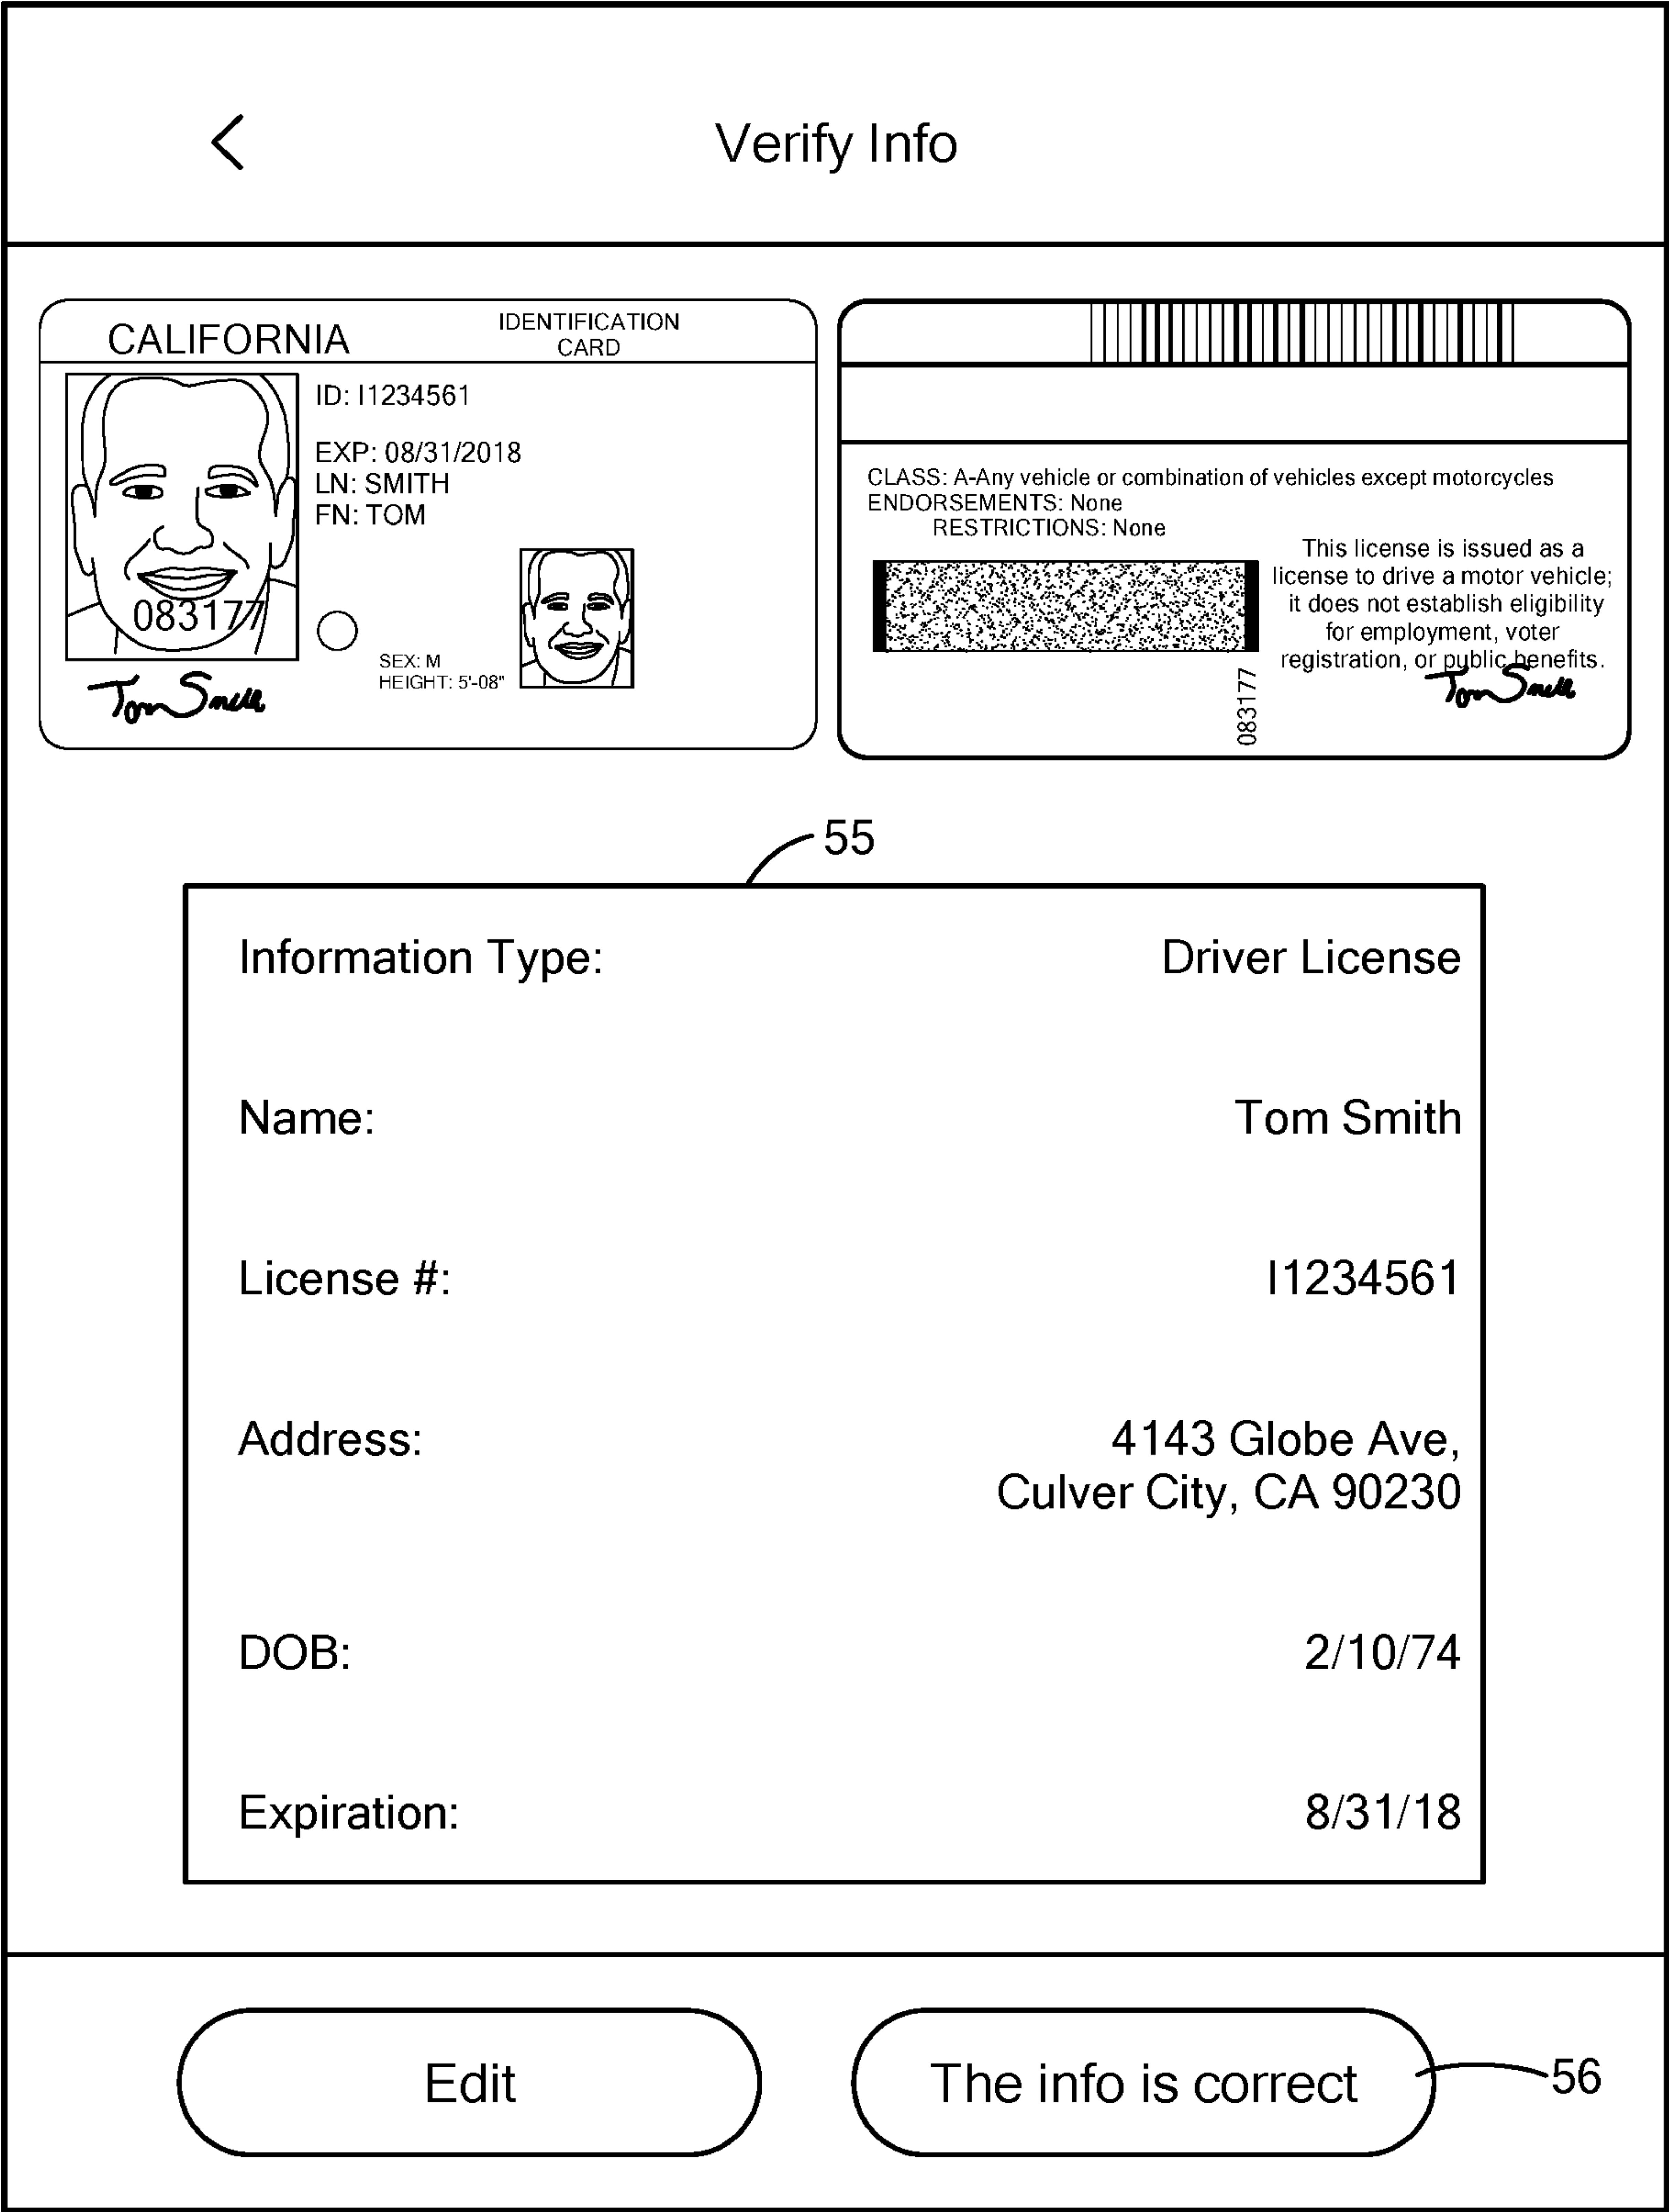 Verify Info
CALIFORNIA
IDENTIFICATION
CARD
ID: I1234561
EXP: 08/31/2018
LN: SMITH
FN: TOM
083177
SEX: M
HEIGHT: 5'-08"
Tom Smith
CLASS: A-Any vehicle or combination of vehicles except motorcycles
ENDORSEMENTS: None
RESTRICTIONS: None
This license is issued as a
license to drive a motor vehicle;
it does not establish eligibility
for employment, voter
registration, or public benefits.
083177
Tom Smith
55
Information Type: Driver License
Name: Tom Smith
License #: I1234561
Address: 4143 Globe Ave,
Culver City, CA 90230
DOB: 2/10/74
Expiration: 8/31/18
Edit
The info is correct
56